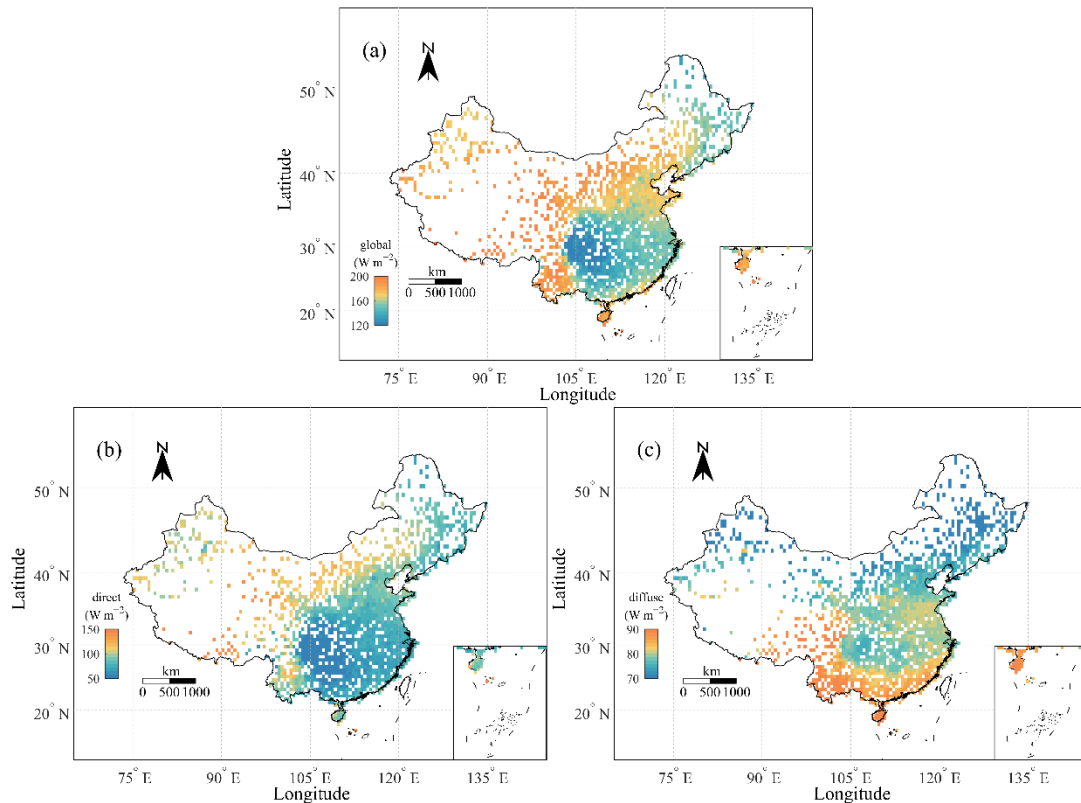 (a)
N
50° N
40° N
30° N
20° N
Latitude
global
(W m⁻²)
200
160
120
km
0 500 1000
75° E 90° E 105° E 120° E 135° E
Longitude
(b)
N
50° N
40° N
30° N
20° N
Latitude
direct
(W m⁻²)
150
100
50
km
0 500 1000
75° E 90° E 105° E 120° E 135° E
Longitude
(c)
N
50° N
40° N
30° N
20° N
Latitude
diffuse
(W m⁻²)
90
80
70
km
0 500 1000
75° E 90° E 105° E 120° E 135° E
Longitude